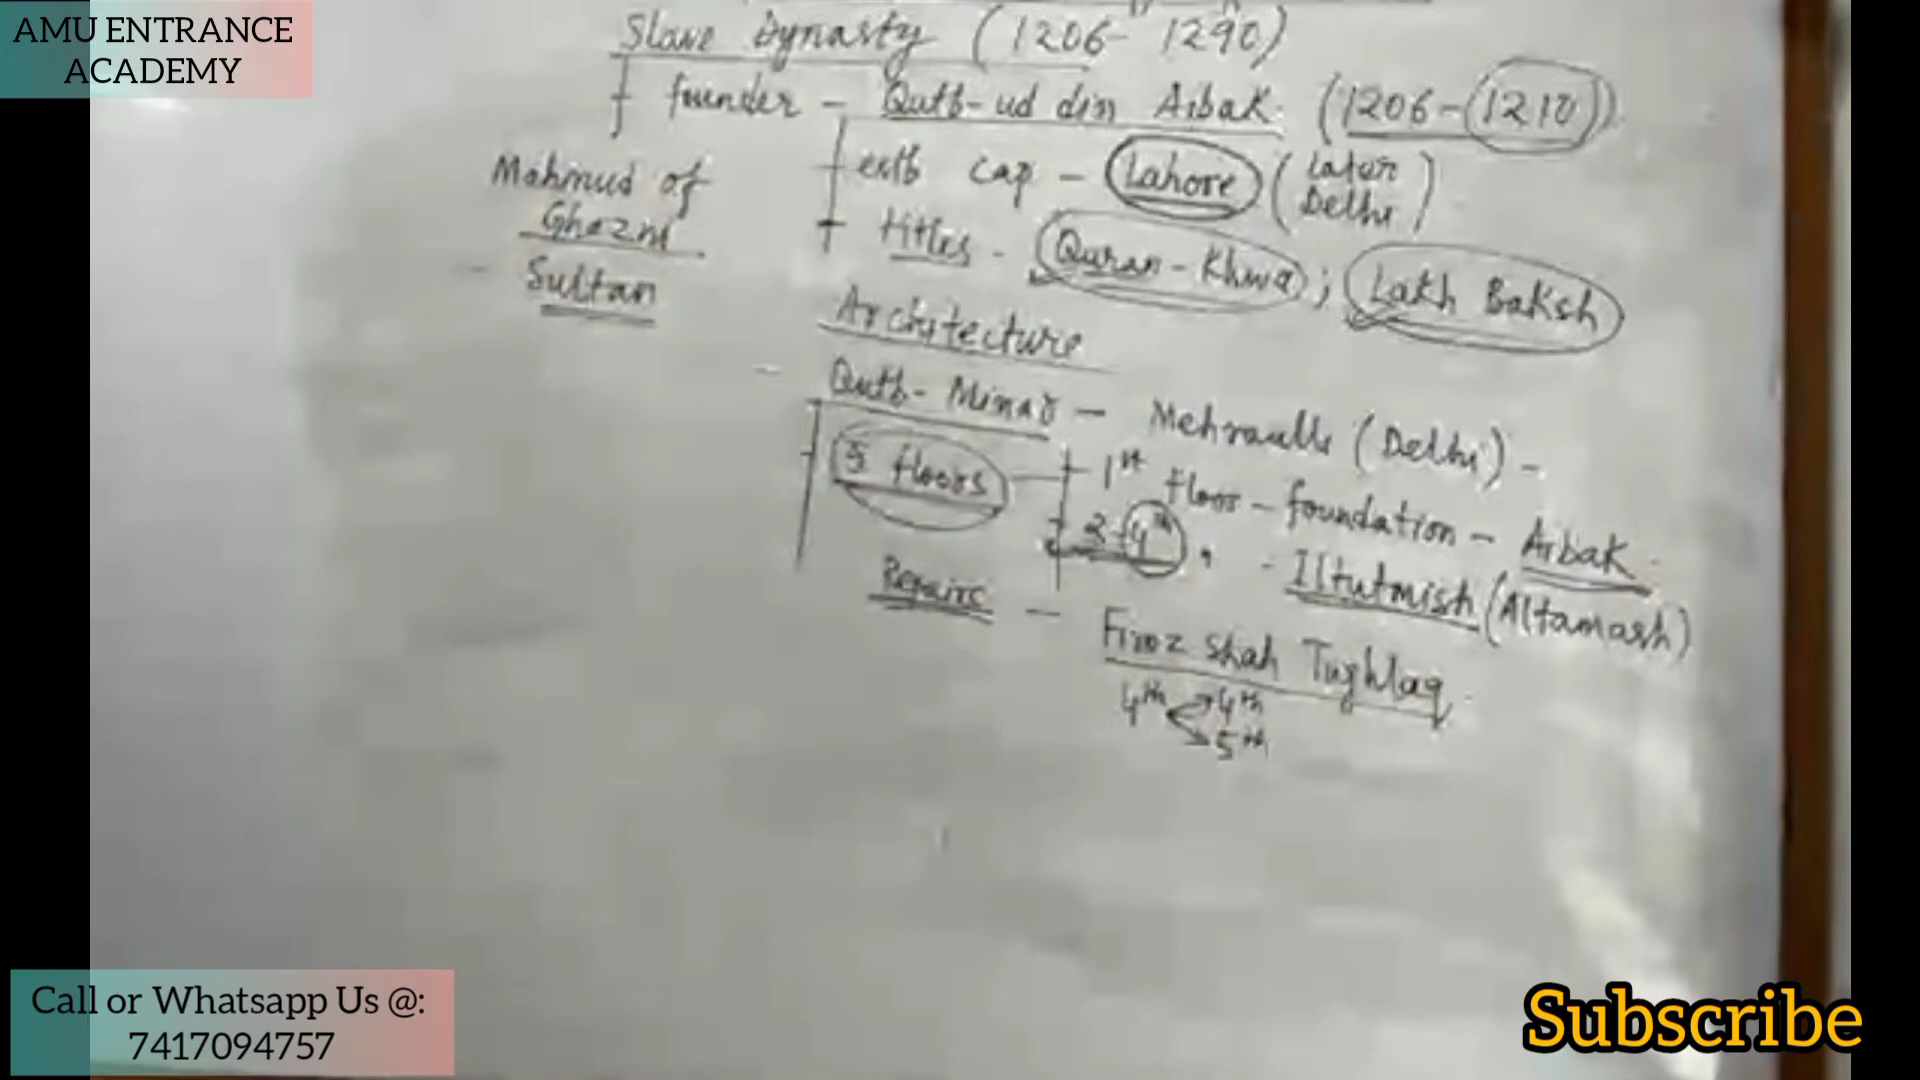 AMU ENTRANCE
ACADEMY
Slave Dynasty (1206- 1290)
founder - Qutb-ud din Aibak (1206-1210)
estb cap - Lahore (later Delhi)
titles - Quran-Khwa ; Lakh Baksh
Mahmud of
Ghazni
- Sultan
Architecture
- Qutb-Minar - Mehraulli (Delhi) -
5 floors
1st floor - foundation - Aibak
2-4th , - Iltutmish (Altamash)
Repairs - Firoz Shah Tughlaq
4th 4th
5th
Call or Whatsapp Us @:
7417094757
Subscribe